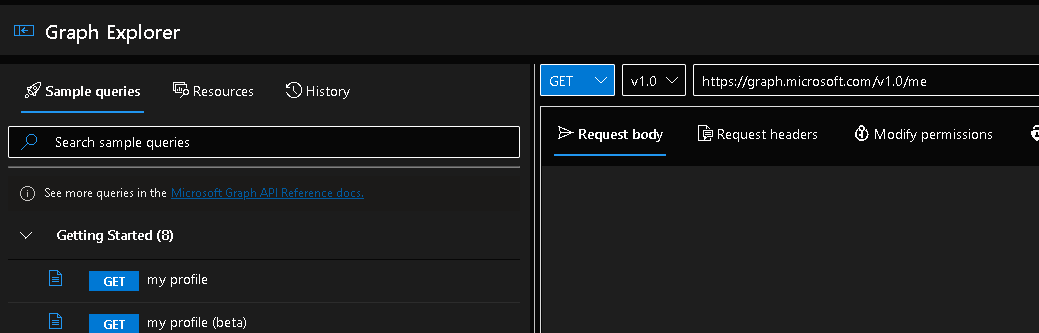 Graph Explorer
Sample queries Resources History
Search sample queries
See more queries in the Microsoft Graph API Reference docs.
Getting Started (8)
GET my profile
GET my profile (beta)
GET v1.0 https://graph.microsoft.com/v1.0/me
Request body Request headers Modify permissions